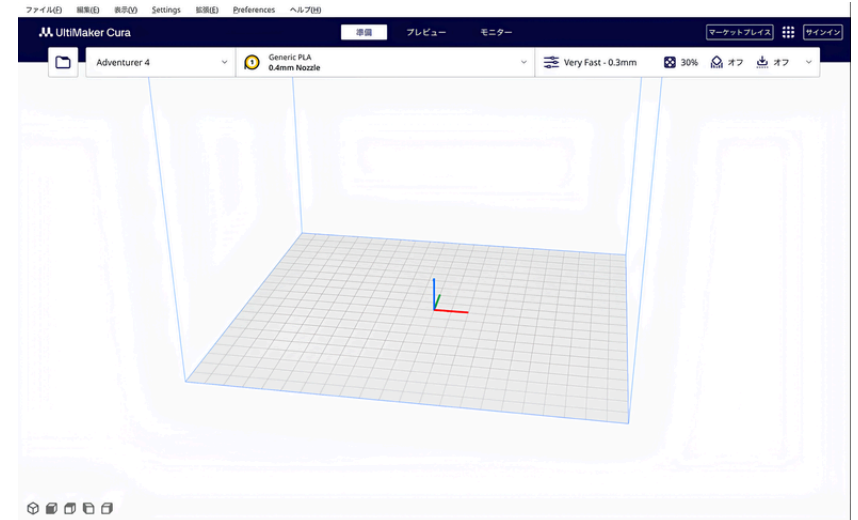 ファイル(F) 編集(E) 表示(V) Settings 拡張(E) Preferences ヘルプ(H)
UltiMaker Cura 準備 プレビュー モニター マーケットプレイス サインイン
Adventurer 4 1 Generic PLA Very Fast - 0.3mm 30% オフ オフ
0.4mm Nozzle